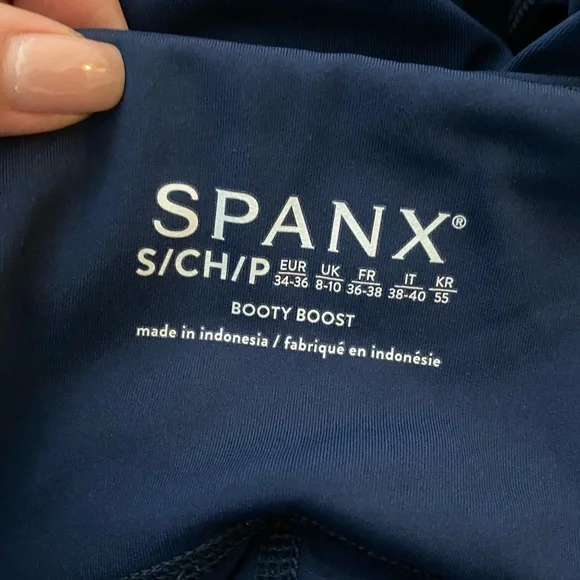 SPANX®
S/CH/P EUR 34-36 UK 8-10 FR 36-38 IT 38-40 KR 55
BOOTY BOOST
made in indonesia / fabriqué en indonésie